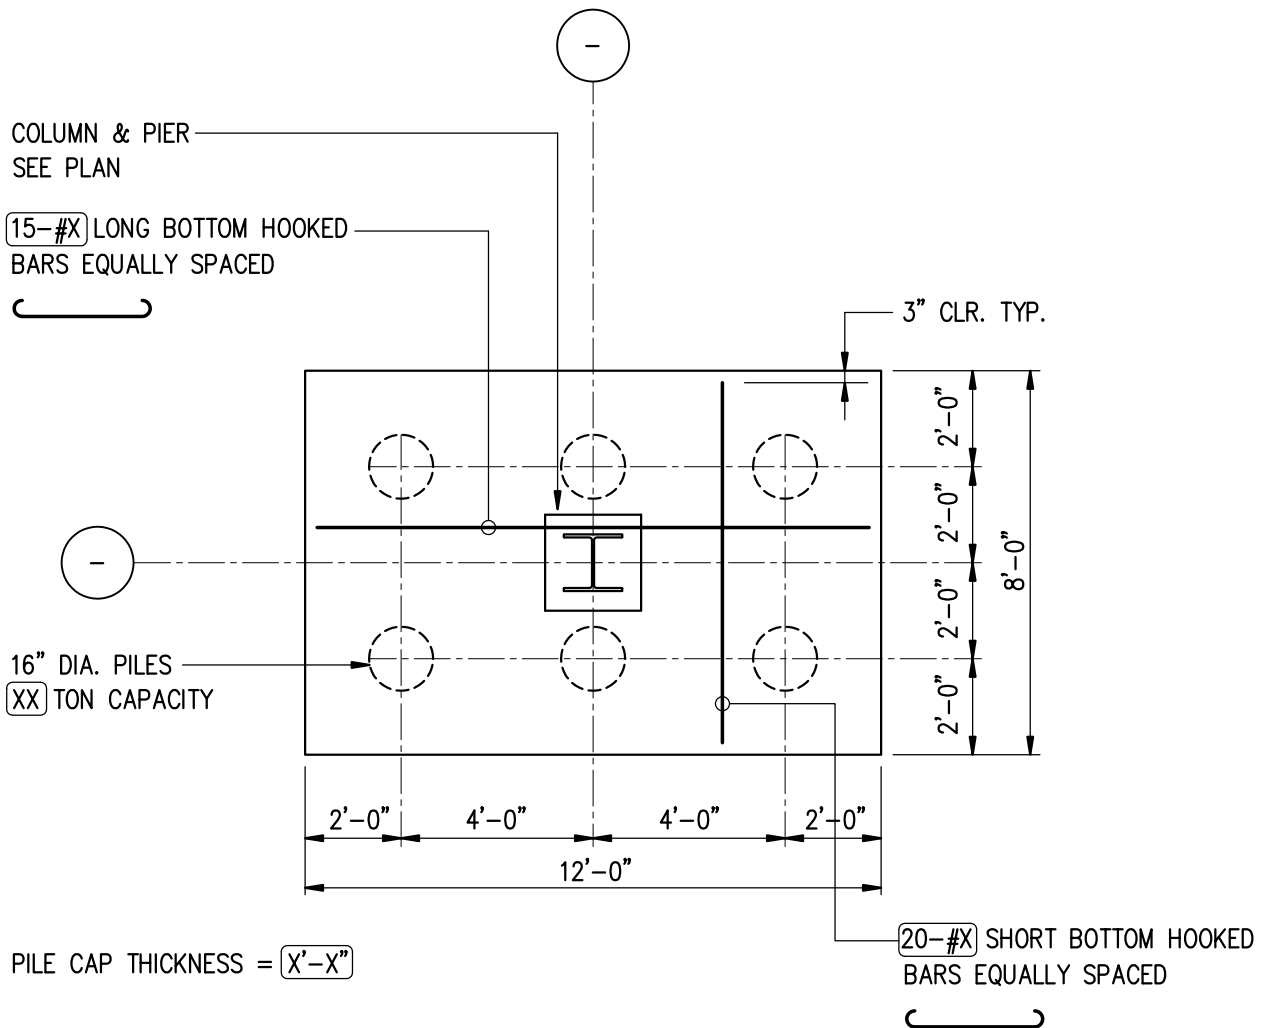 -
COLUMN & PIER
SEE PLAN
15-#X LONG BOTTOM HOOKED
BARS EQUALLY SPACED
3" CLR. TYP.
2'-0"
2'-0"
2'-0"
2'-0"
8'-0"
-
16" DIA. PILES
XX TON CAPACITY
2'-0" 4'-0" 4'-0" 2'-0"
12'-0"
20-#X SHORT BOTTOM HOOKED
BARS EQUALLY SPACED
PILE CAP THICKNESS = X'-X"